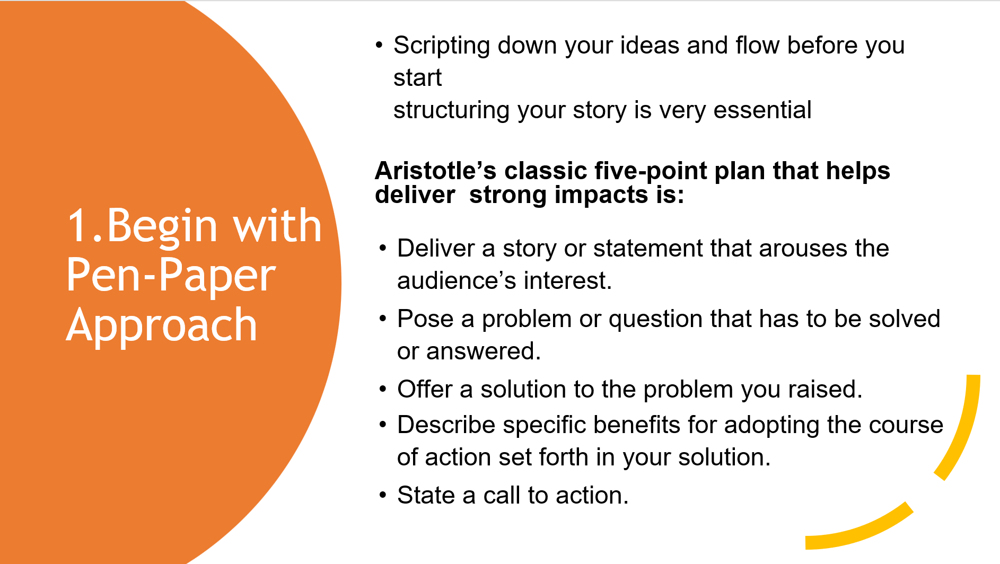 1.Begin with
Pen-Paper
Approach
• Scripting down your ideas and flow before you
start
structuring your story is very essential
Aristotle’s classic five-point plan that helps
deliver  strong impacts is:
• Deliver a story or statement that arouses the
audience’s interest.
• Pose a problem or question that has to be solved
or answered.
• Offer a solution to the problem you raised.
• Describe specific benefits for adopting the course
of action set forth in your solution.
• State a call to action.